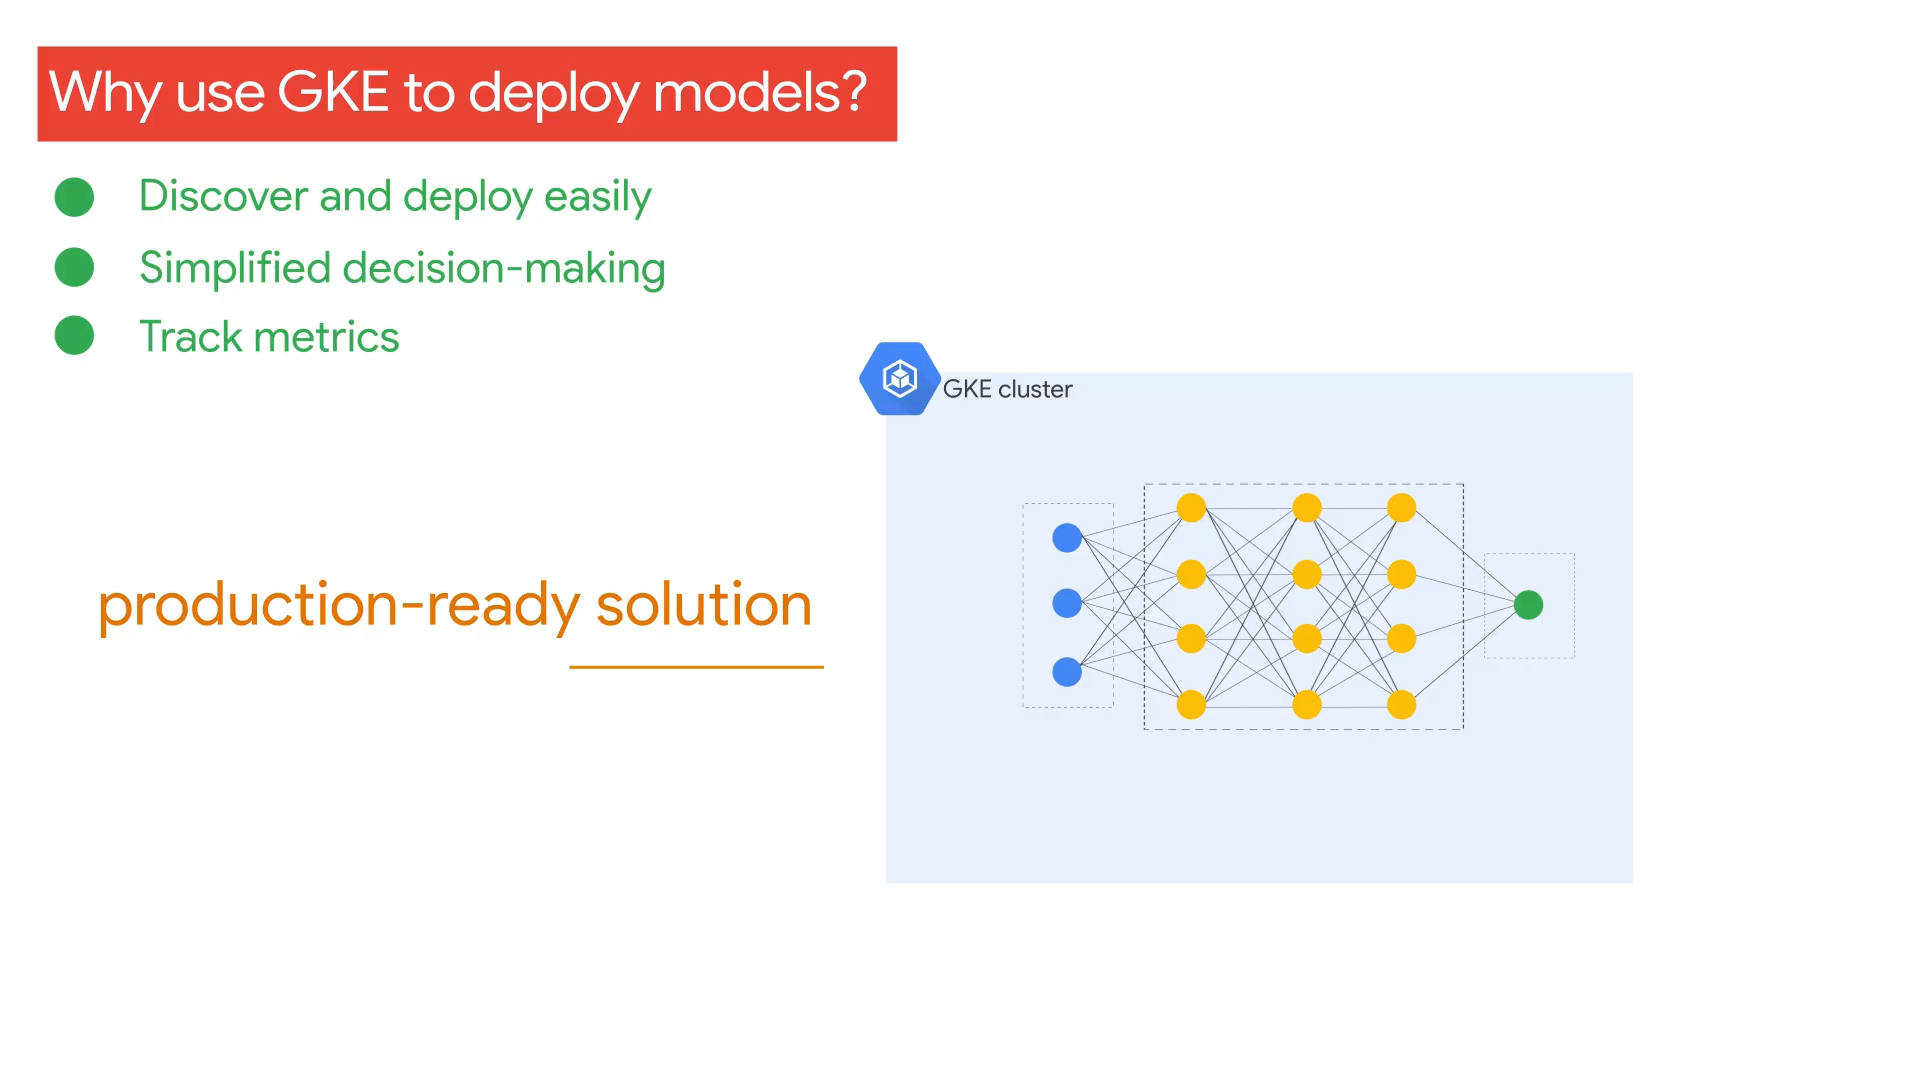 Why use GKE to deploy models?
Discover and deploy easily
Simplified decision-making
Track metrics
GKE cluster
production-ready solution